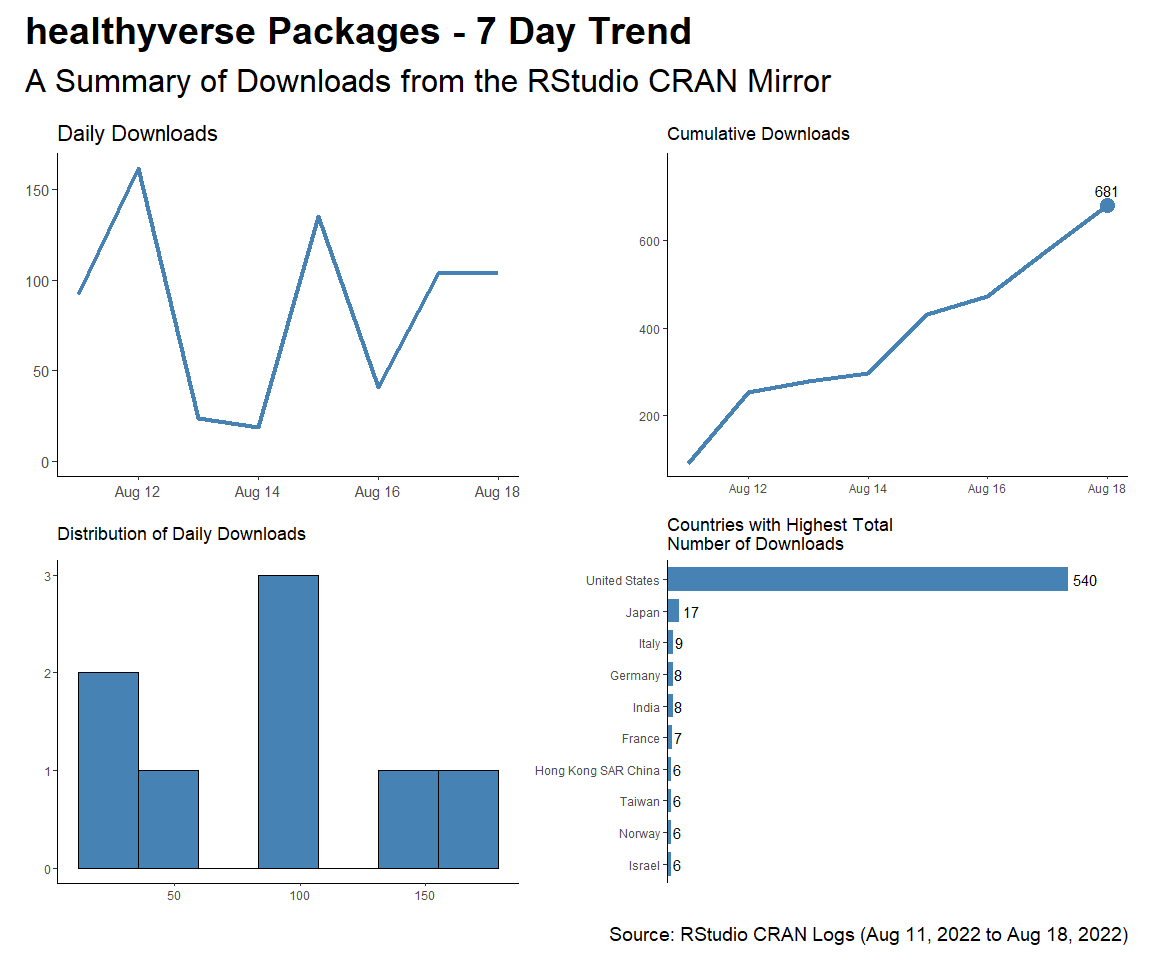 healthyverse Packages - 7 Day Trend
A Summary of Downloads from the RStudio CRAN Mirror
Daily Downloads
150
100
50
0
Aug 12 Aug 14 Aug 16 Aug 18
Cumulative Downloads
681
600
400
200
Aug 12 Aug 14 Aug 16 Aug 18
Distribution of Daily Downloads
3
2
1
0
50 100 150
Countries with Highest Total
Number of Downloads
United States 540
Japan 17
Italy 9
Germany 8
India 8
France 7
Hong Kong SAR China 6
Taiwan 6
Norway 6
Israel 6
Source: RStudio CRAN Logs (Aug 11, 2022 to Aug 18, 2022)